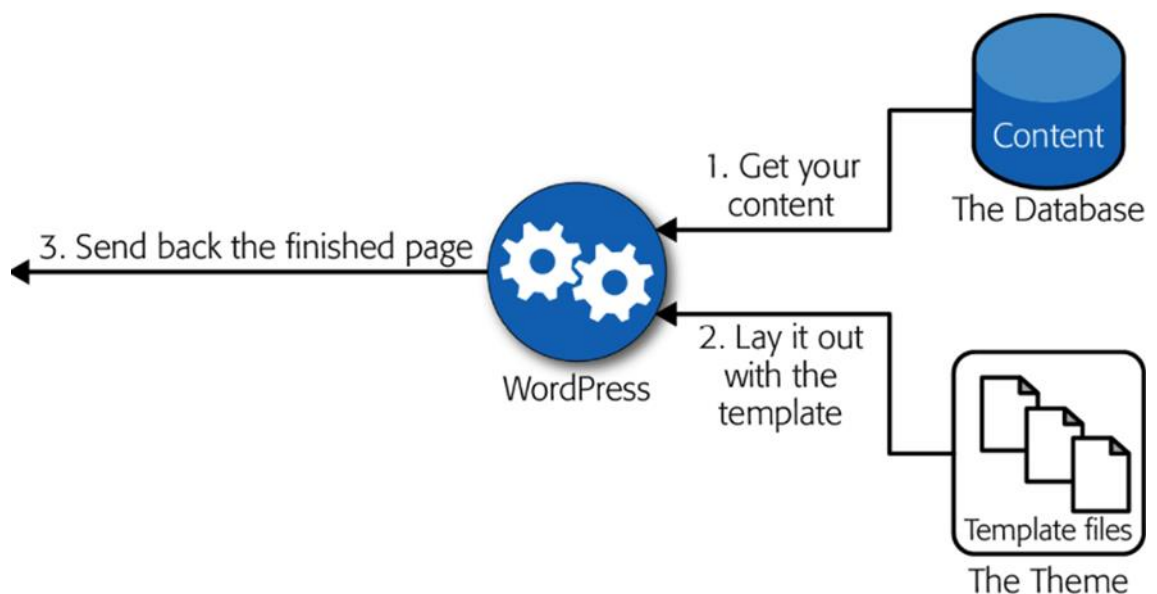 Content
The Database
1. Get your
content
3. Send back the finished page
WordPress
2. Lay it out
with the
template
Template files
The Theme